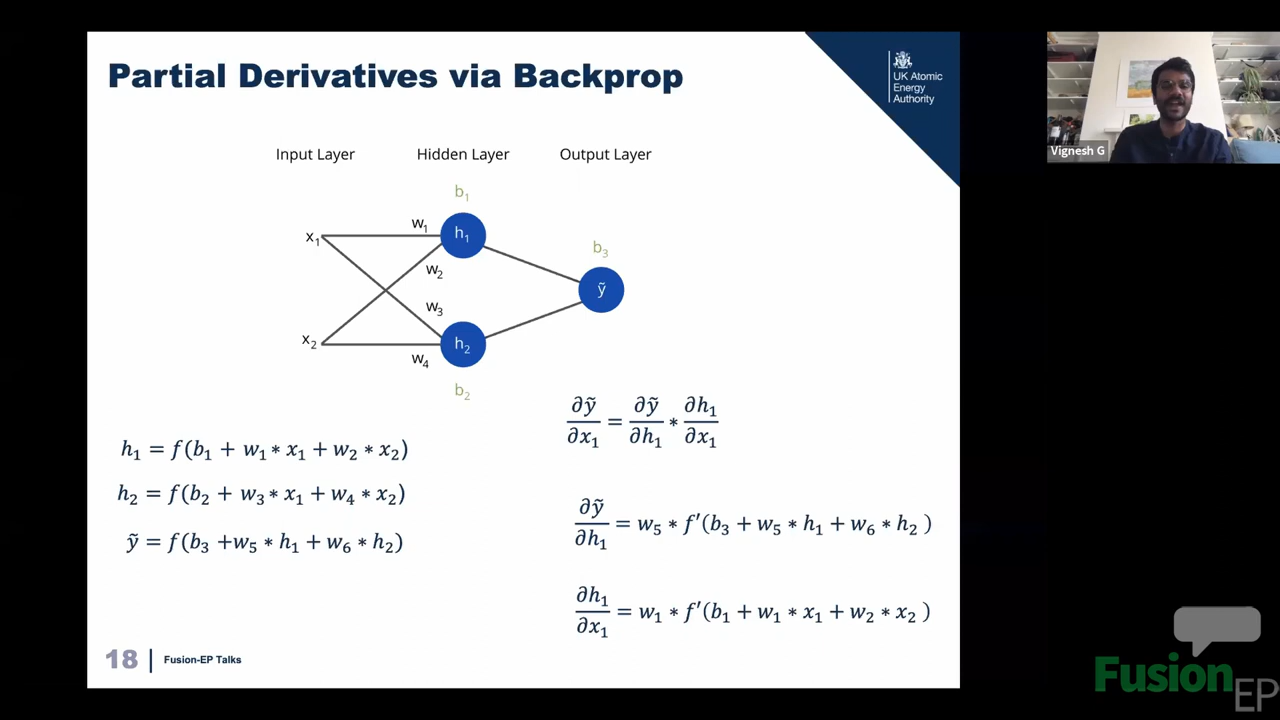 Partial Derivatives via Backprop
UK Atomic
Energy
Authority
Vignesh G
Input Layer Hidden Layer Output Layer
b₁
x₁ w₁ h₁
w₂ b₃
ỹ
w₃
x₂ h₂
w₄
b₂
∂ỹ/∂x₁ = ∂ỹ/∂h₁ * ∂h₁/∂x₁
h₁ = f(b₁ + w₁ * x₁ + w₂ * x₂)
h₂ = f(b₂ + w₃ * x₁ + w₄ * x₂)
ỹ = f(b₃ +w₅ * h₁ + w₆ * h₂)
∂ỹ/∂h₁ = w₅ * f′(b₃ + w₅ * h₁ + w₆ * h₂ )
∂h₁/∂x₁ = w₁ * f′(b₁ + w₁ * x₁ + w₂ * x₂ )
18 | Fusion-EP Talks
Fusion
EP